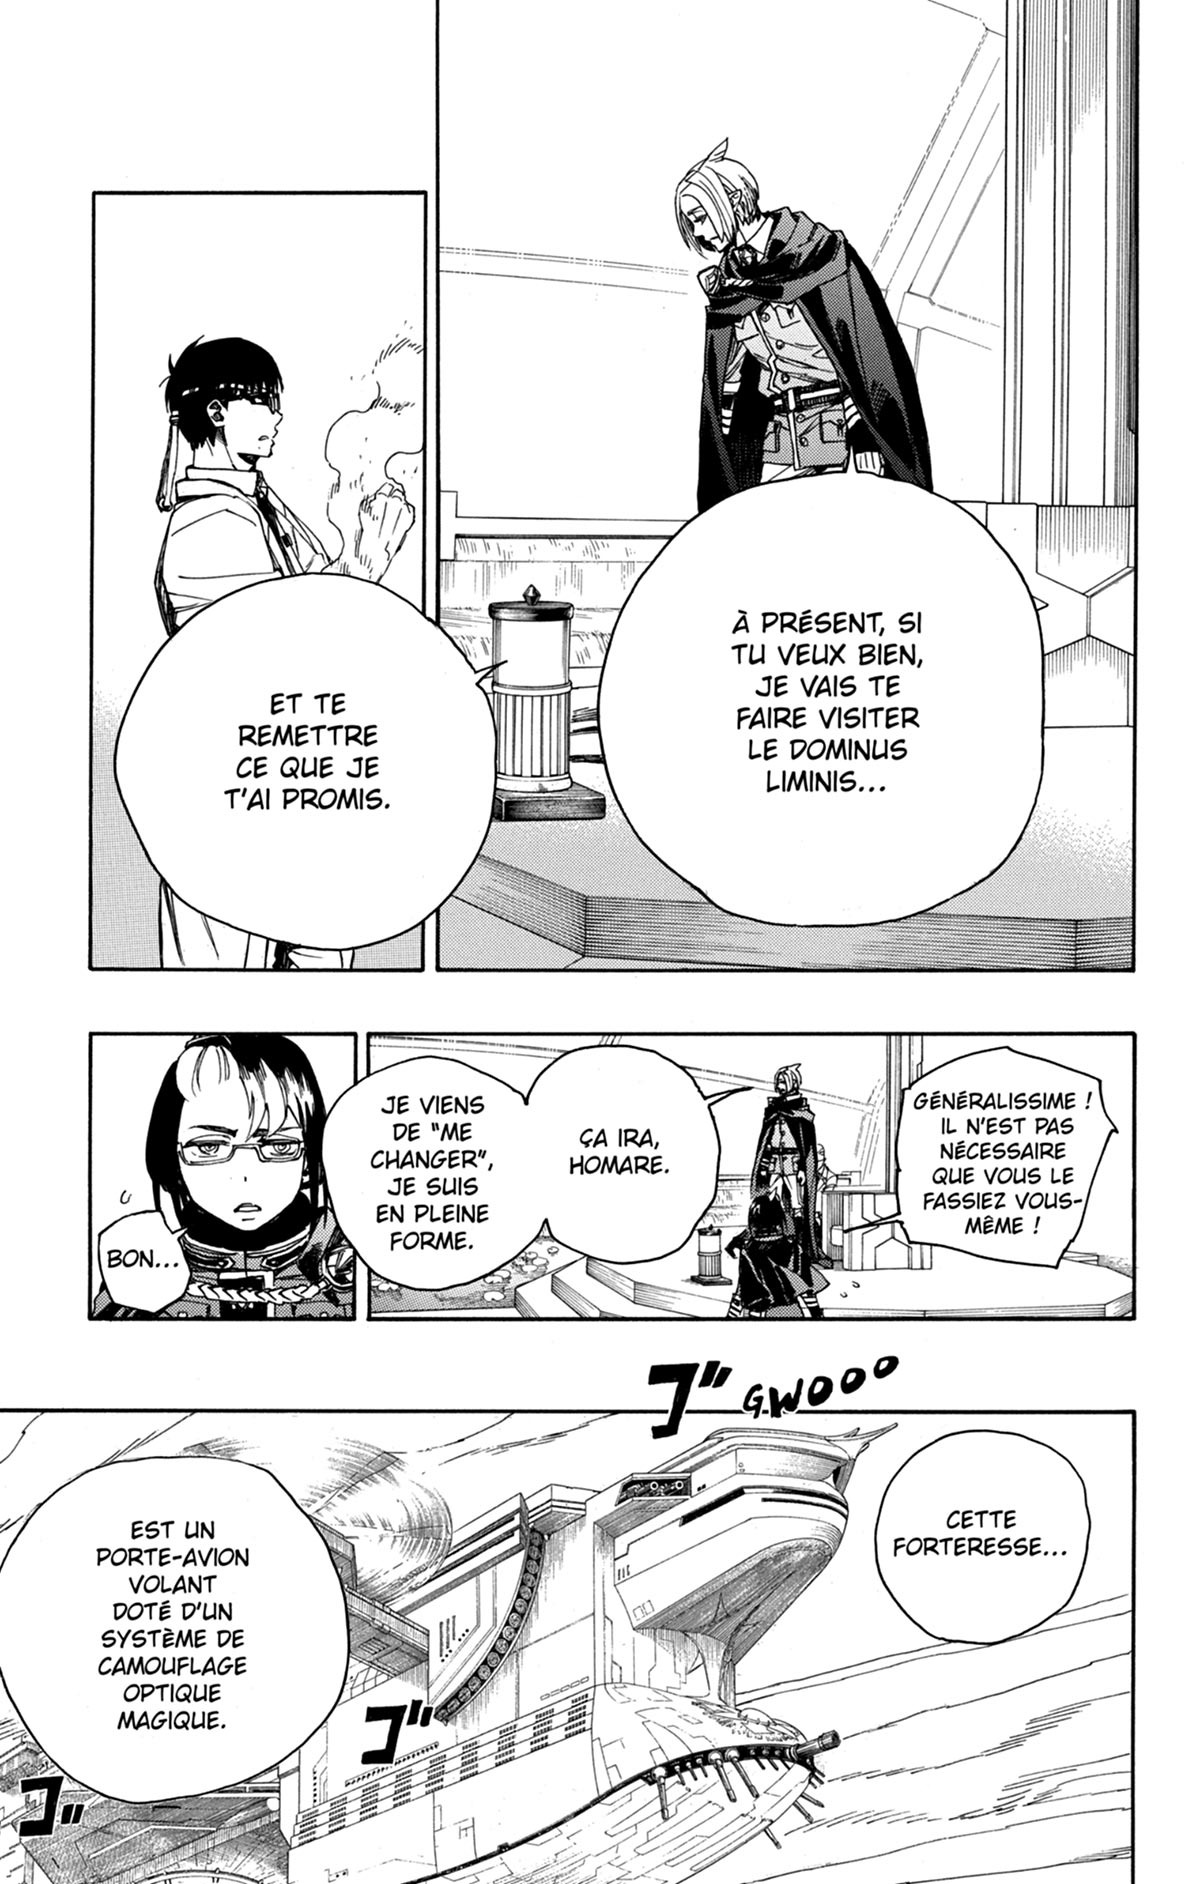 À PRÉSENT, SI
TU VEUX BIEN,
JE VAIS TE
FAIRE VISITER
LE DOMINUS
LIMINIS...
ET TE
REMETTRE
CE QUE JE
T'AI PROMIS.
GÉNÉRALISSIME !
IL N'EST PAS
NÉCESSAIRE
QUE VOUS LE
FASSIEZ VOUS-
MÊME !
ÇA IRA,
HOMARE.
JE VIENS
DE "ME
CHANGER",
JE SUIS
EN PLEINE
FORME.
BON...
ゴ
GWOOO
CETTE
FORTERESSE...
EST UN
PORTE-AVION
VOLANT
DOTÉ D'UN
SYSTÈME DE
CAMOUFLAGE
OPTIQUE
MAGIQUE.
ゴ
ゴ